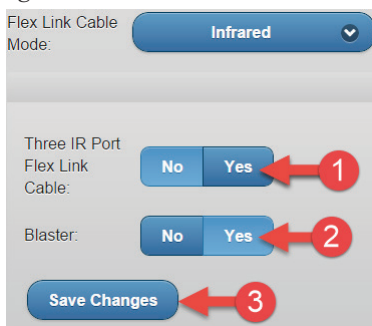 Flex Link Cable
Mode:
Infrared
Three IR Port
Flex Link
Cable:
No Yes
1
Blaster:
No Yes
2
Save Changes
3